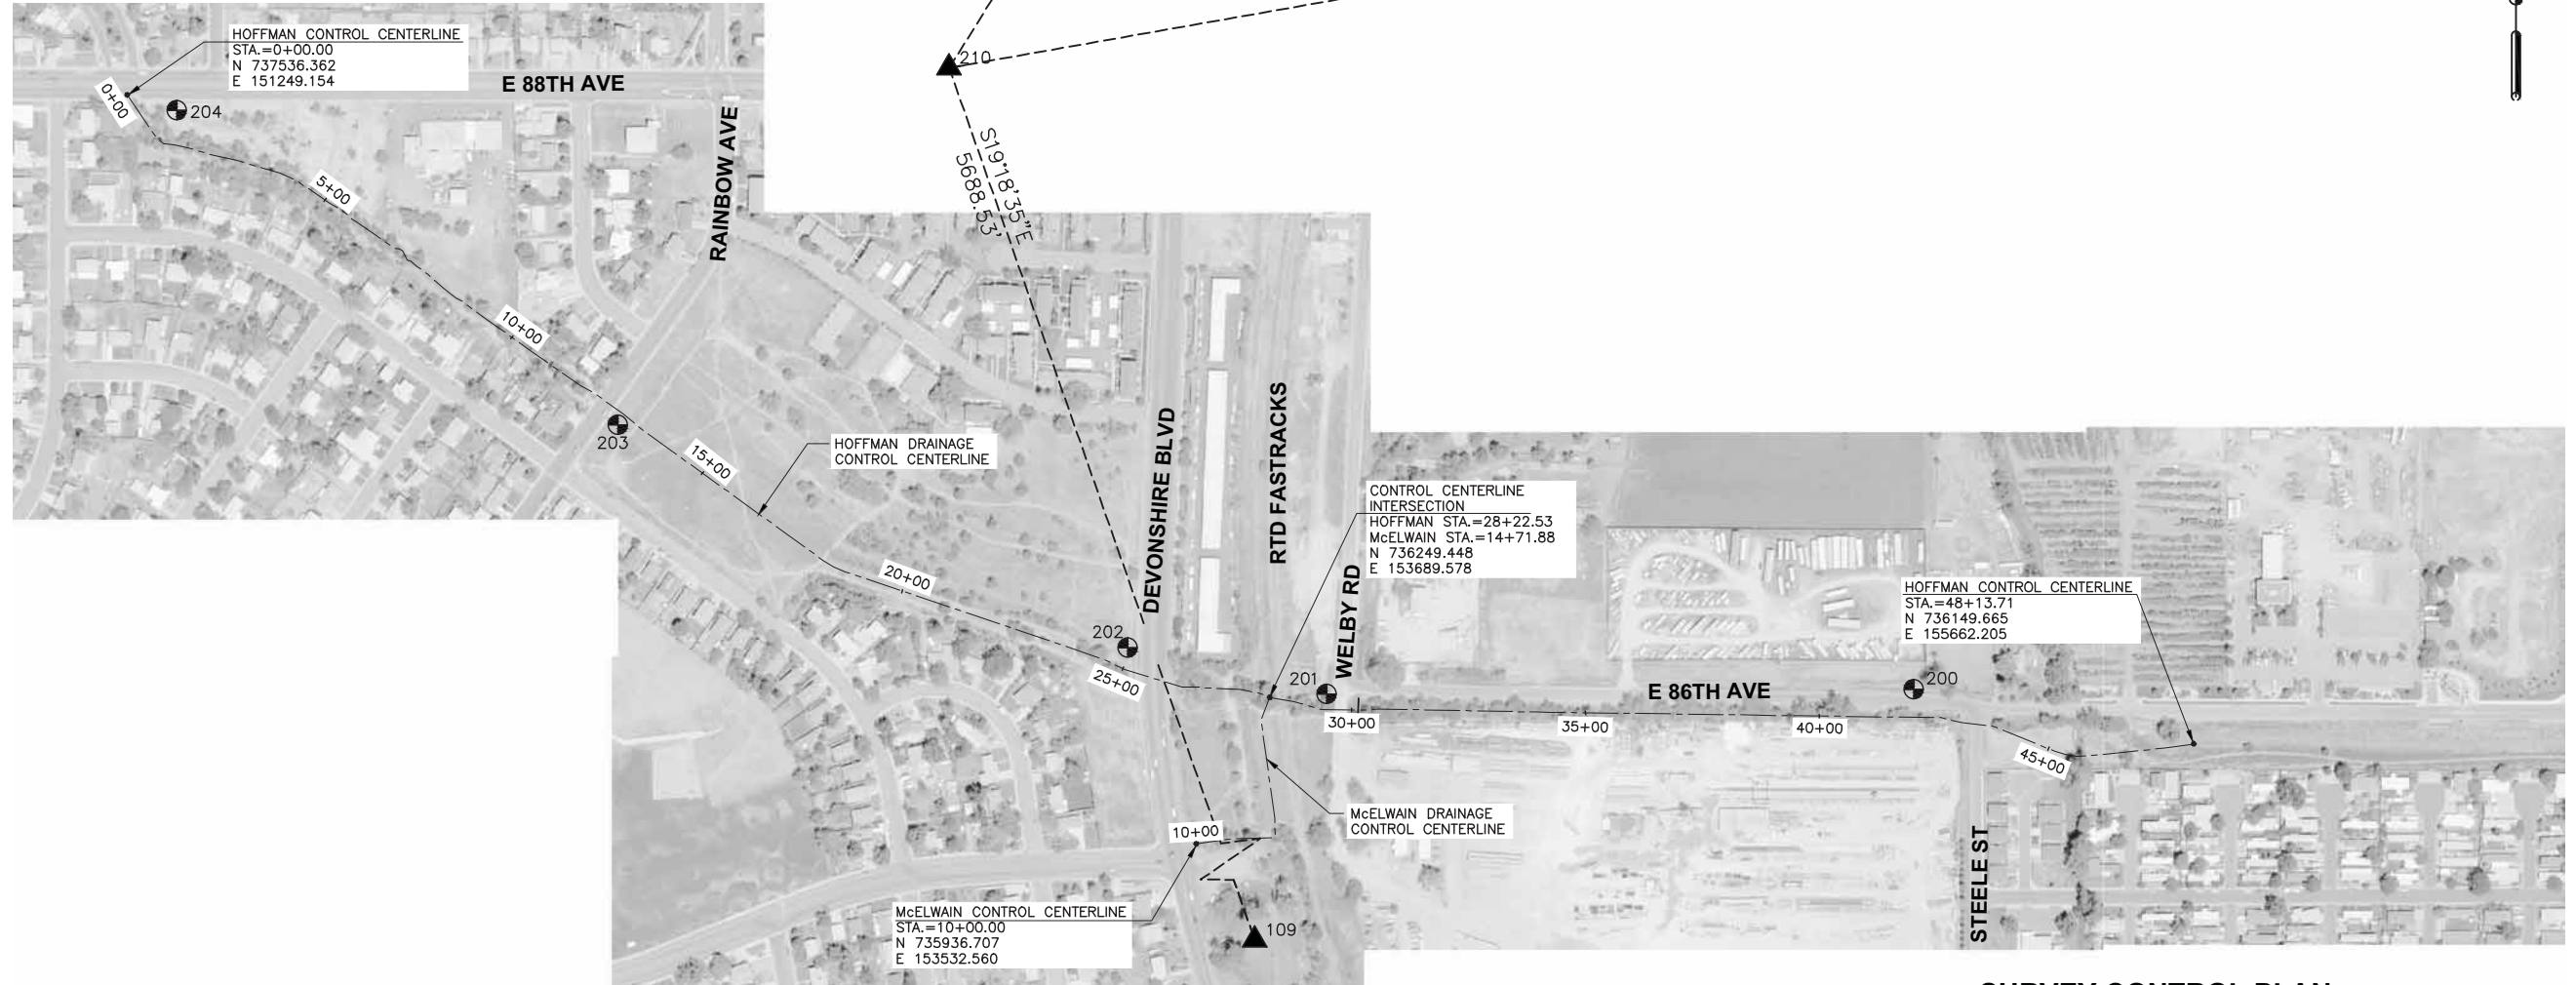 HOFFMAN CONTROL CENTERLINE
STA.=0+00.00
N 737536.362
E 151249.154
0+00
204
E 88TH AVE
RAINBOW AVE
210
S19°18'35"E
5688.53'
5+00
10+00
203
15+00
HOFFMAN DRAINAGE
CONTROL CENTERLINE
20+00
202
25+00
DEVONSHIRE BLVD
RTD FASTRACKS
CONTROL CENTERLINE
INTERSECTION
HOFFMAN STA.=28+22.53
McELWAIN STA.=14+71.88
N 736249.448
E 153689.578
WELBY RD
201
30+00
E 86TH AVE
35+00
40+00
200
HOFFMAN CONTROL CENTERLINE
STA.=48+13.71
N 736149.665
E 155662.205
45+00
McELWAIN DRAINAGE
CONTROL CENTERLINE
10+00
McELWAIN CONTROL CENTERLINE
STA.=10+00.00
N 735936.707
E 153532.560
109
STEELE ST
SURVEY CONTROL PLAN